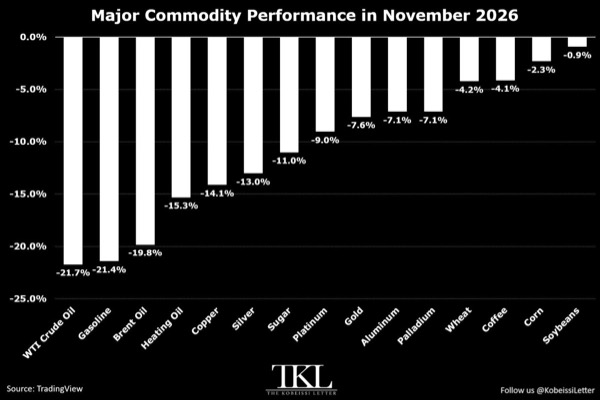 Major Commodity Performance in November 2026
0.0%
-5.0%
-10.0%
-15.0%
-20.0%
-25.0%
-21.7%
-21.4%
-19.8%
-15.3%
-14.1%
-13.0%
-11.0%
-9.0%
-7.6%
-7.1%
-7.1%
-4.2%
-4.1%
-2.3%
-0.9%
WTI Crude Oil
Gasoline
Brent Oil
Heating Oil
Copper
Silver
Sugar
Platinum
Gold
Aluminum
Palladium
Wheat
Coffee
Corn
Soybeans
Source: TradingView
TKL
THE KOBEISSI LETTER
Follow us @KobeissiLetter